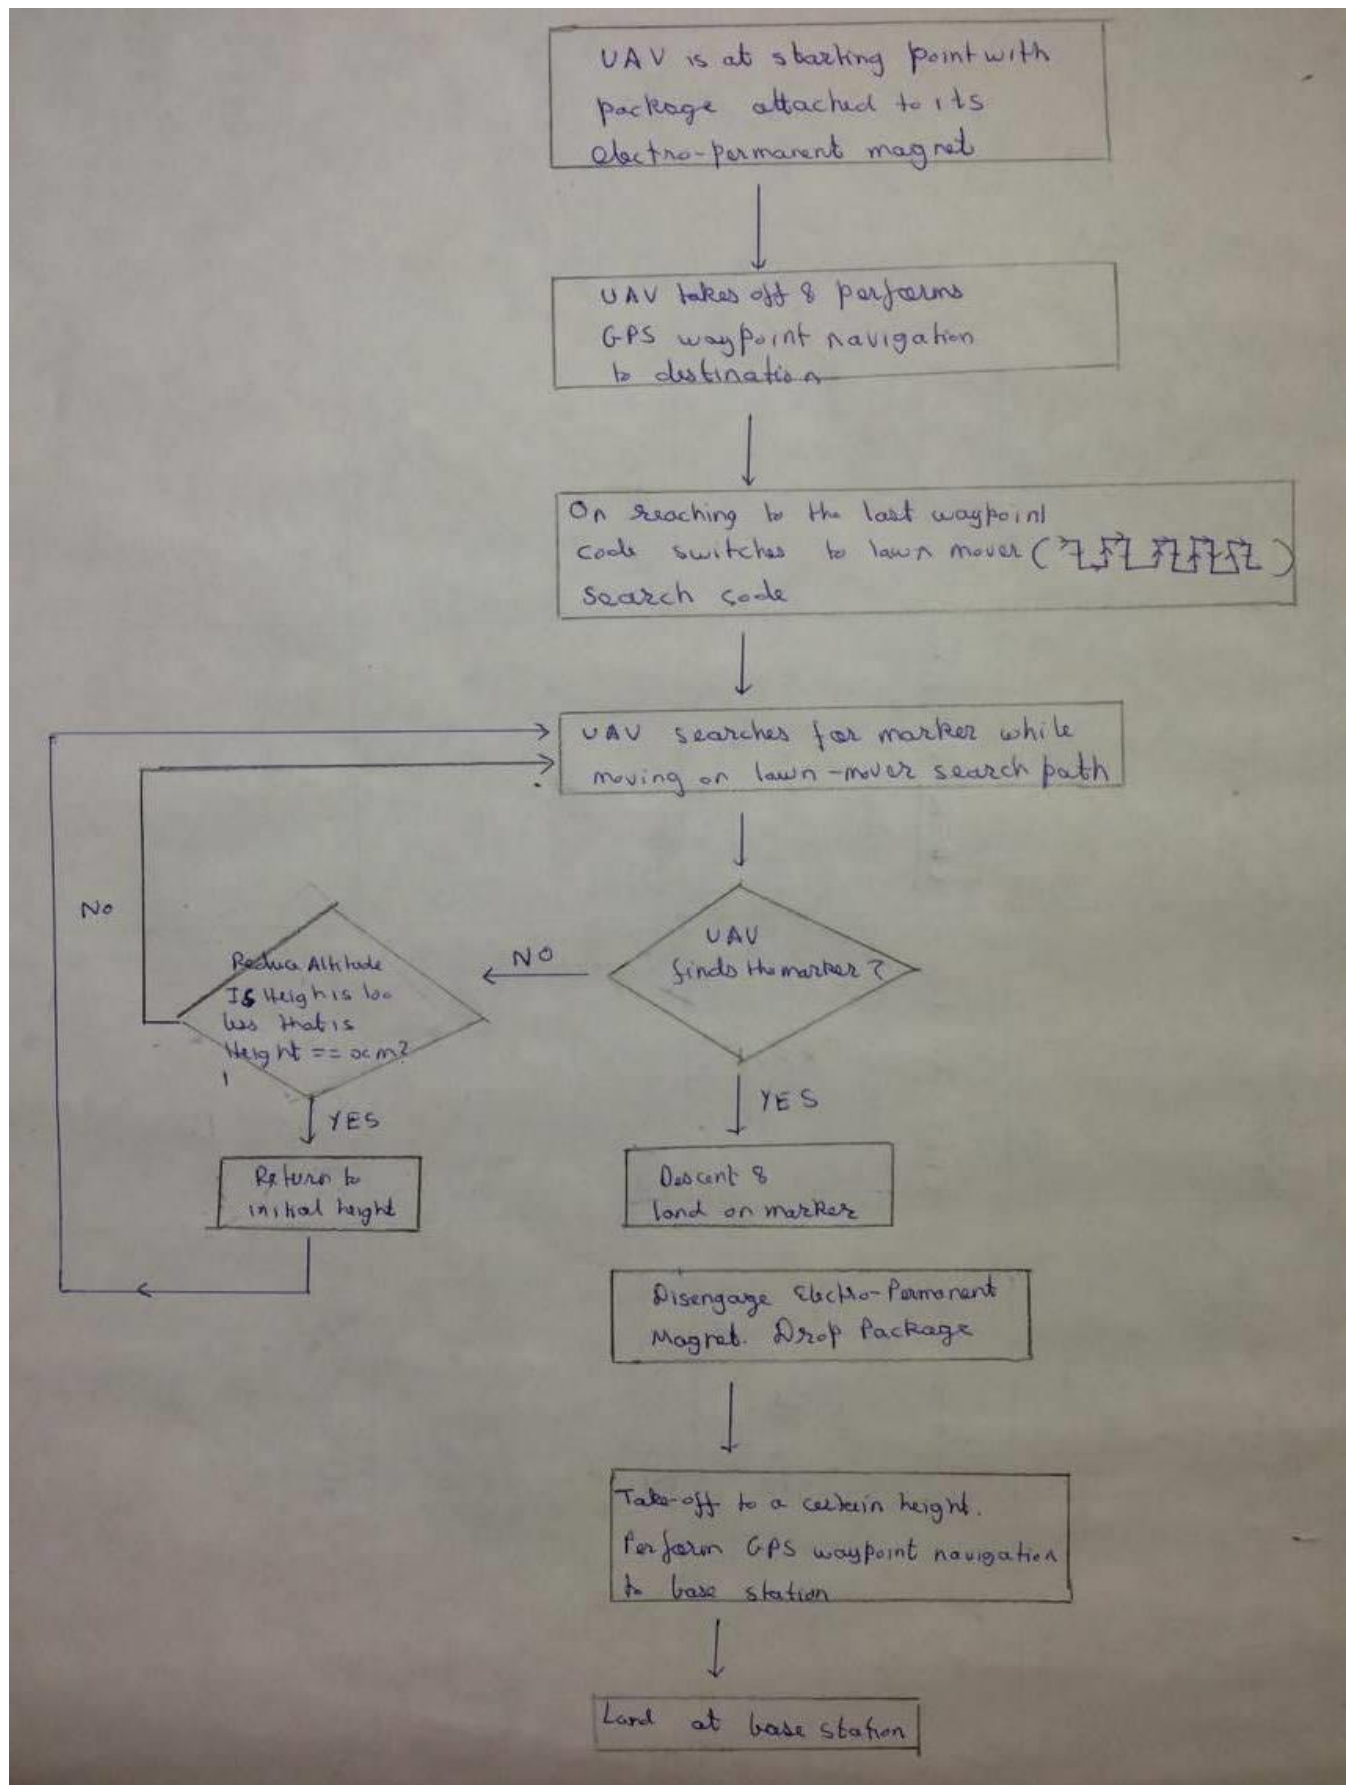 UAV is at starting point with
package attached to its
electro-permanent magnet
UAV takes off & performs
GPS waypoint navigation
to destination
On reaching to the last waypoint
code switches to lawn mover ( )
search code
UAV searches for marker while
moving on lawn-mover search path
UAV
finds the marker?
NO
Reduce Altitude
Is Heigh is too
less that is
Height == xm?
NO
YES
Return to
initial height
YES
Descent &
land on marker
Disengage Electro-Permanent
Magnet. Drop Package
Take-off to a certain height.
Perform GPS waypoint navigation
to base station
Land at base station